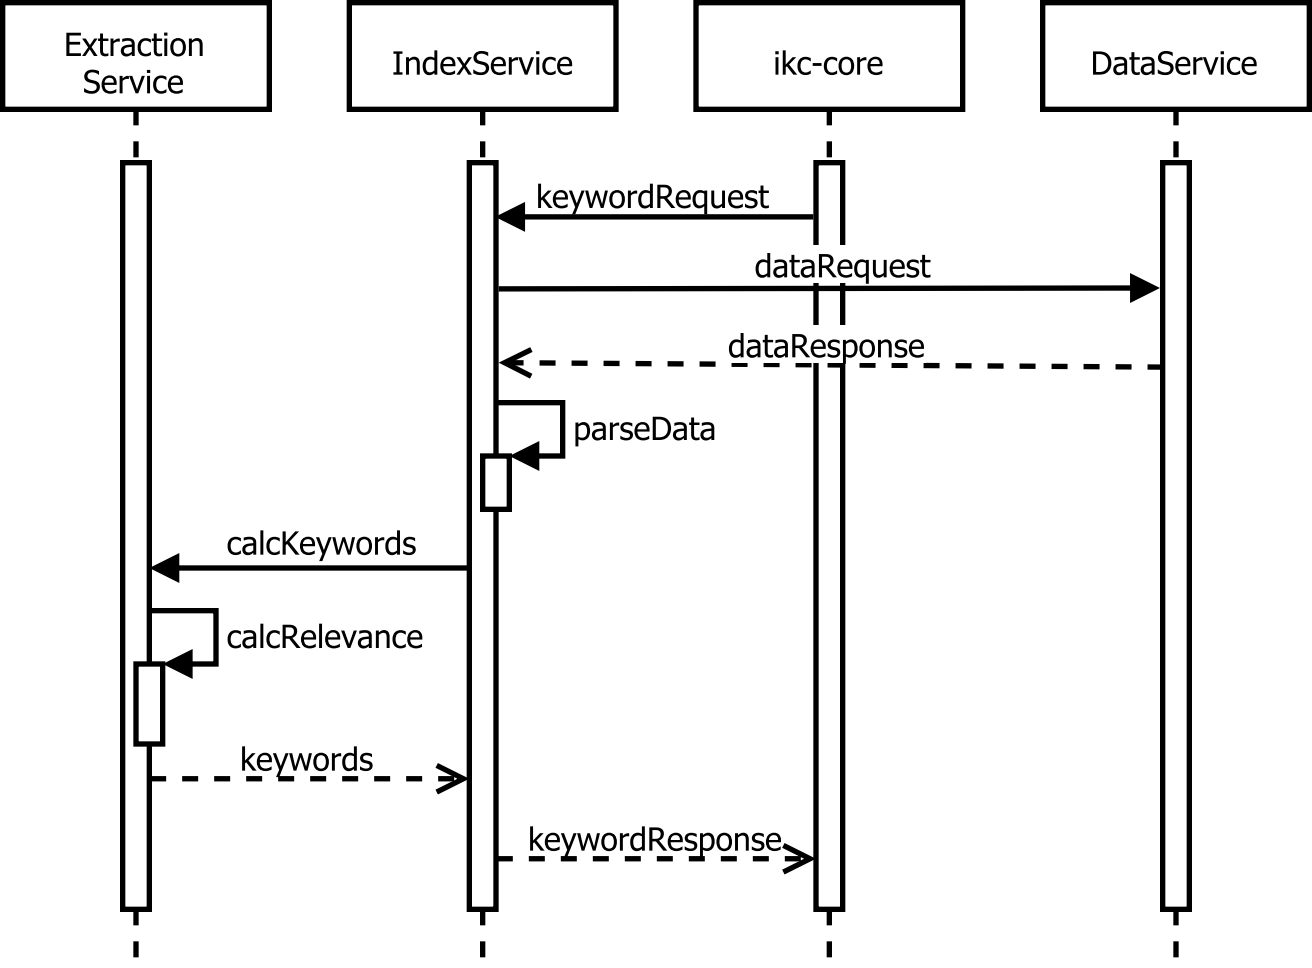 Extraction
Service
IndexService
ikc-core
DataService
keywordRequest
dataRequest
dataResponse
parseData
calcKeywords
calcRelevance
keywords
keywordResponse